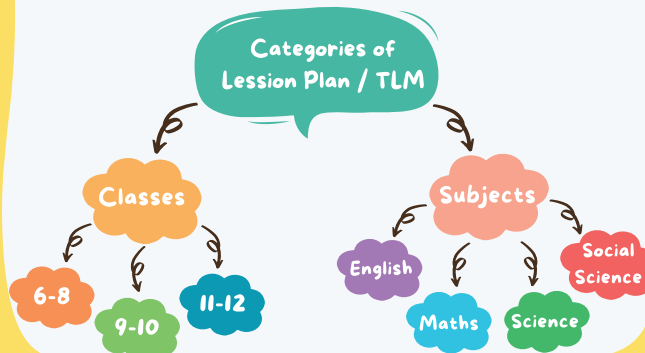 Categories of
Lession Plan / TLM
Classes
Subjects
6-8
9-10
11-12
English
Maths
Science
Social
Science